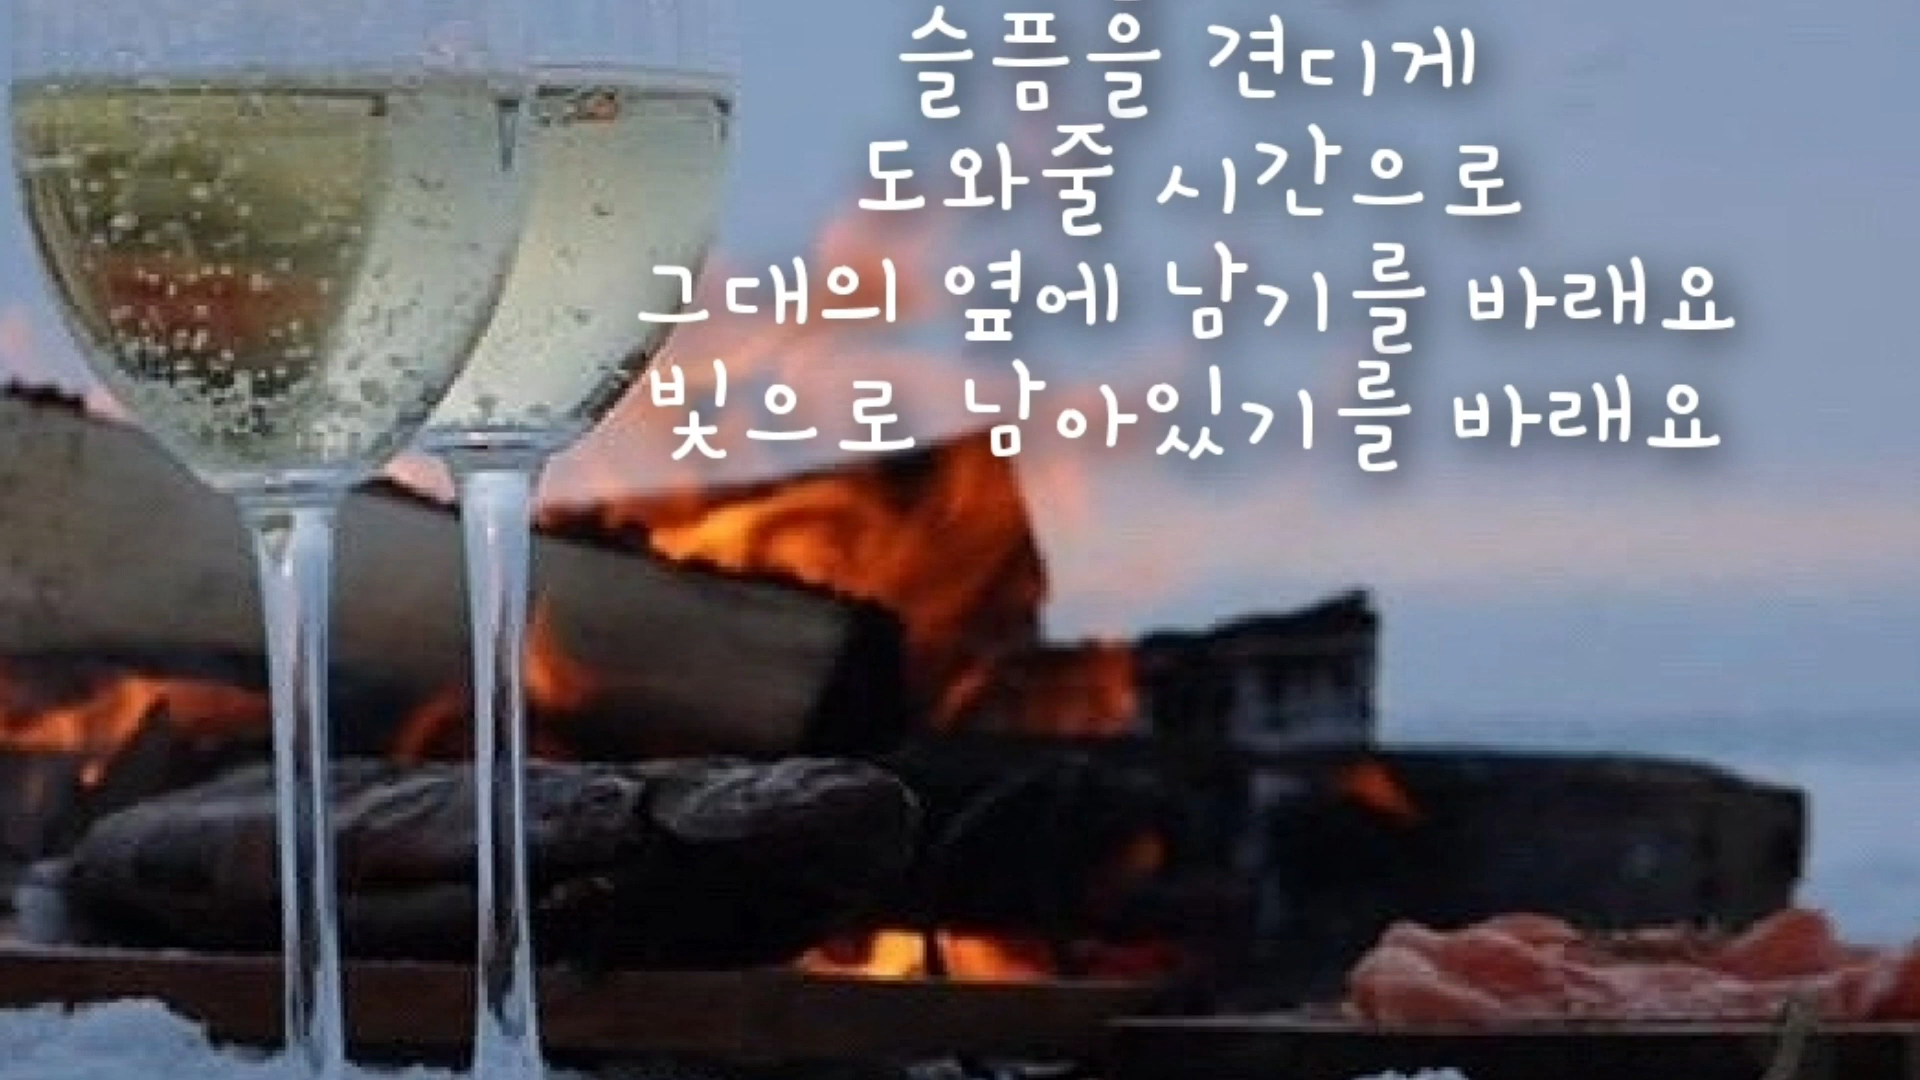 슬픔을 견디게
도와줄 시간으로
그대의 옆에 남기를 바래요
빛으로 남아있기를 바래요